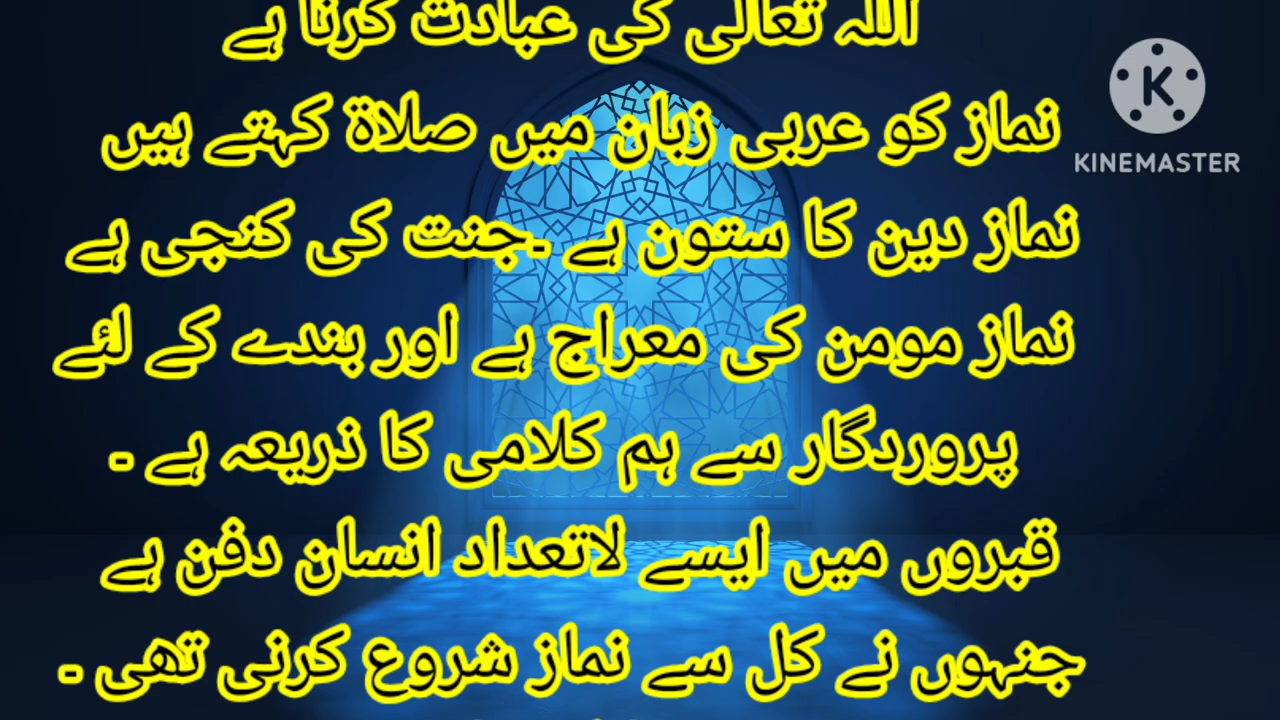 اللہ تعالی کی عبادت کرنا ہے
نماز کو عربی زبان میں صلاۃ کہتے ہیں
نماز دین کا ستون ہے ۔جنت کی کنجی ہے
نماز مومن کی معراج ہے اور بندے کے لئے
پروردگار سے ہم کلامی کا ذریعہ ہے ۔
قبروں میں ایسے لاتعداد انسان دفن ہے
جنہوں نے کل سے نماز شروع کرنی تھی ۔
K
KINEMASTER